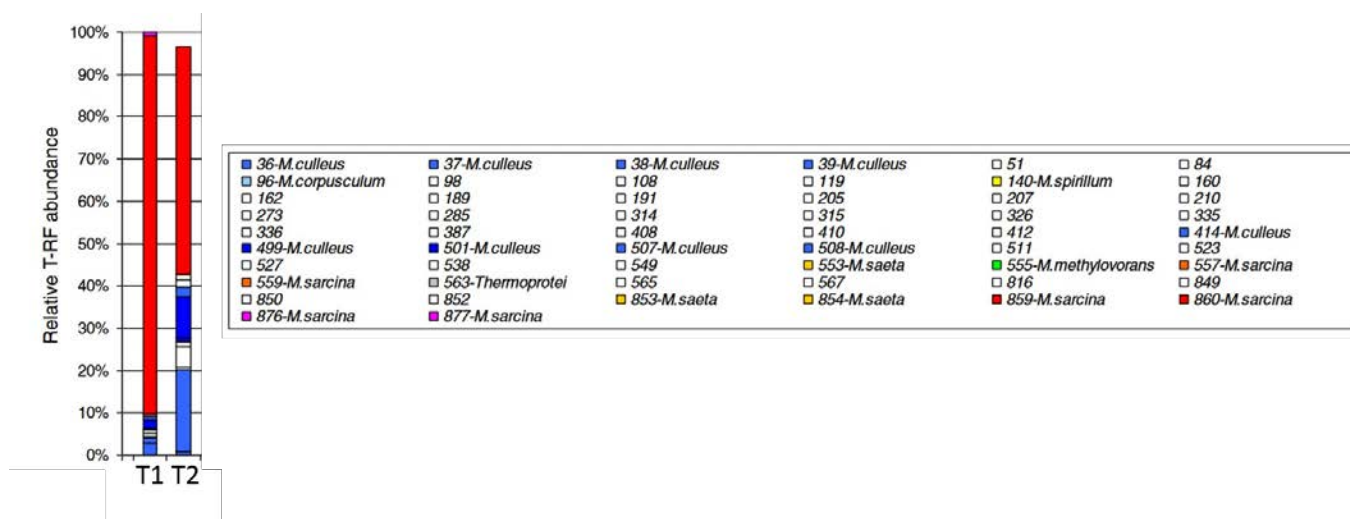 Relative T-RF abundance
100%
90%
80%
70%
60%
50%
40%
30%
20%
10%
0%
T1 T2
36-M.culleus 37-M.culleus 38-M.culleus 39-M.culleus 51 84
96-M.corpusculum 98 108 119 140-M.spirillum 160
162 189 191 205 207 210
273 285 314 315 326 335
336 387 408 410 412 414-M.culleus
499-M.culleus 501-M.culleus 507-M.culleus 508-M.culleus 511 523
527 538 549 553-M.saeta 555-M.methylovorans 557-M.sarcina
559-M.sarcina 563-Thermoprotei 565 567 816 849
850 852 853-M.saeta 854-M.saeta 859-M.sarcina 860-M.sarcina
876-M.sarcina 877-M.sarcina